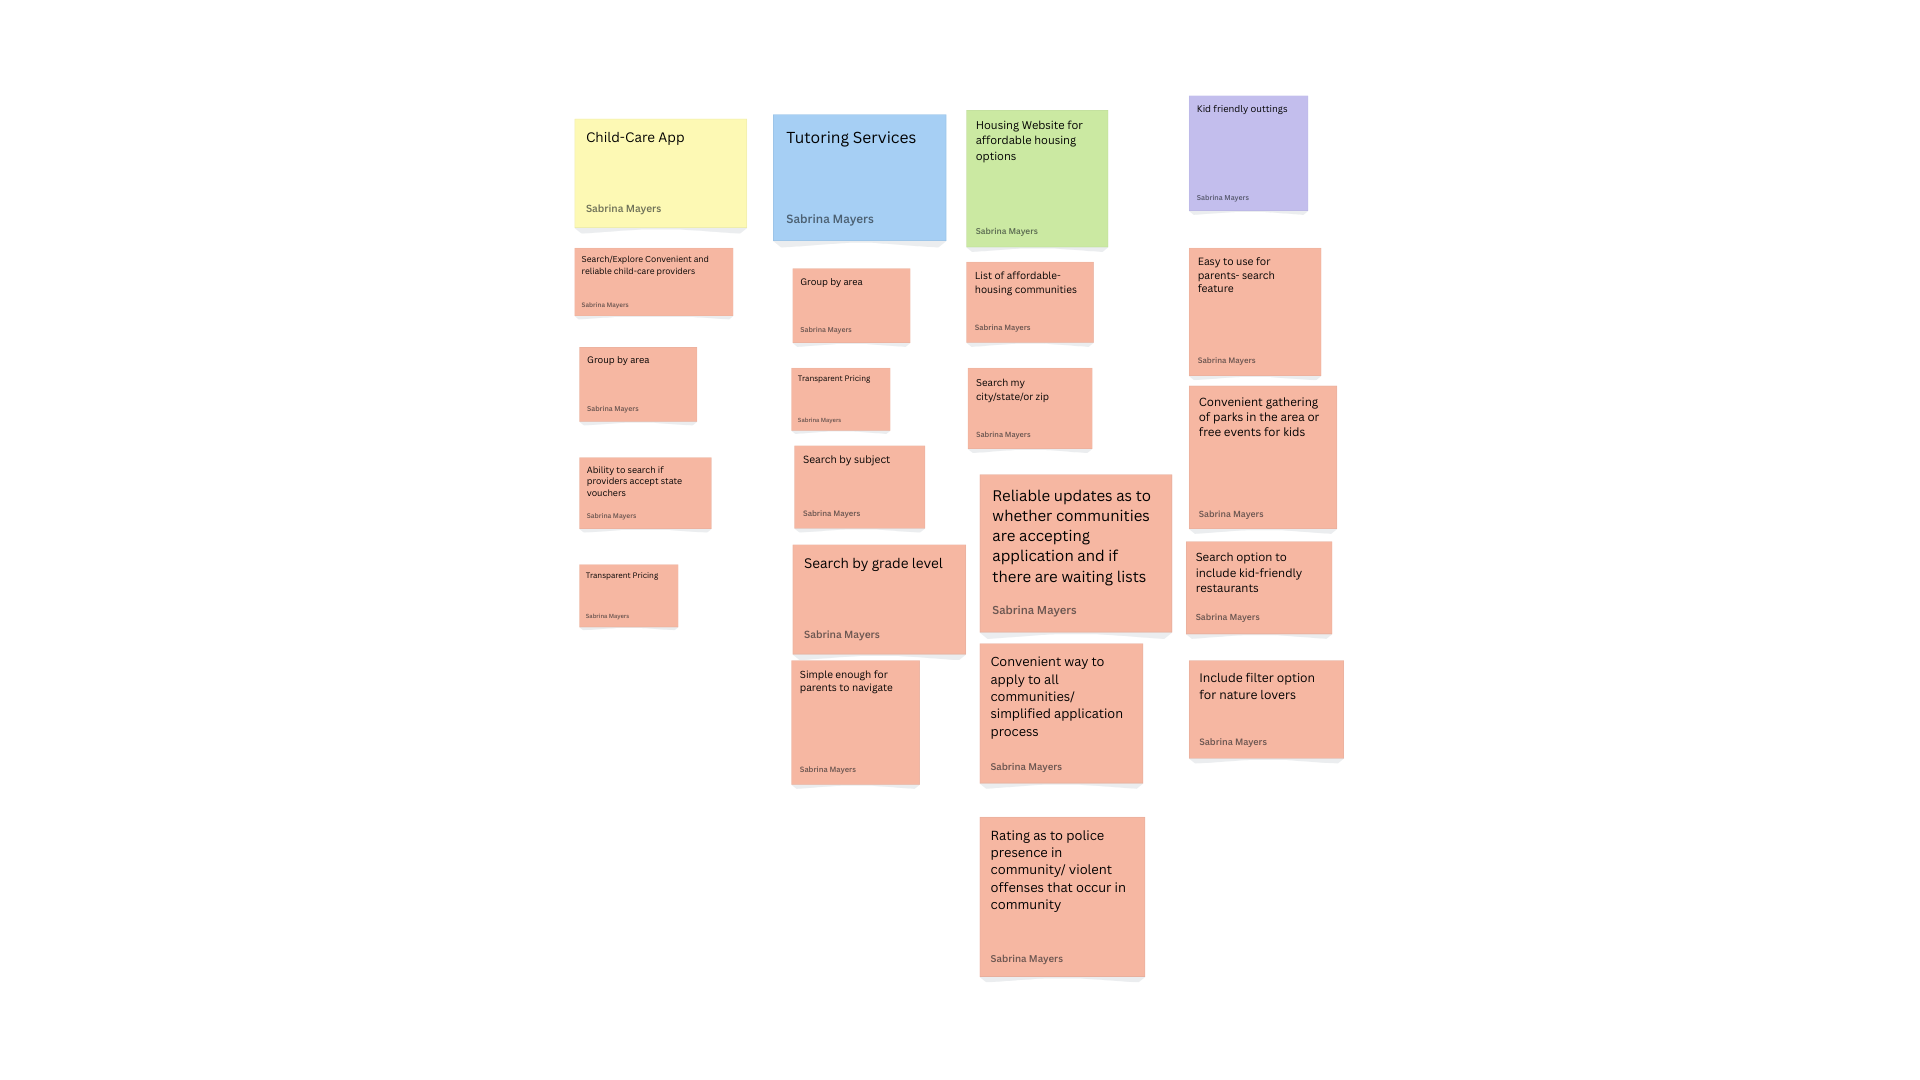 Child-Care App
Sabrina Mayers
Search/Explore Convenient and
reliable child-care providers
Sabrina Mayers
Group by area
Sabrina Mayers
Ability to search if
providers accept state
vouchers
Sabrina Mayers
Transparent Pricing
Sabrina Mayers
Tutoring Services
Sabrina Mayers
Group by area
Sabrina Mayers
Transparent Pricing
Sabrina Mayers
Search by subject
Sabrina Mayers
Search by grade level
Sabrina Mayers
Simple enough for
parents to navigate
Sabrina Mayers
Housing Website for
affordable housing
options
Sabrina Mayers
List of affordable-
housing communities
Sabrina Mayers
Search my
city/state/or zip
Sabrina Mayers
Reliable updates as to
whether communities
are accepting
application and if
there are waiting lists
Sabrina Mayers
Convenient way to
apply to all
communities/
simplified application
process
Sabrina Mayers
Rating as to police
presence in
community/ violent
offenses that occur in
community
Sabrina Mayers
Kid friendly outtings
Sabrina Mayers
Easy to use for
parents- search
feature
Sabrina Mayers
Convenient gathering
of parks in the area or
free events for kids
Sabrina Mayers
Search option to
include kid-friendly
restaurants
Sabrina Mayers
Include filter option
for nature lovers
Sabrina Mayers